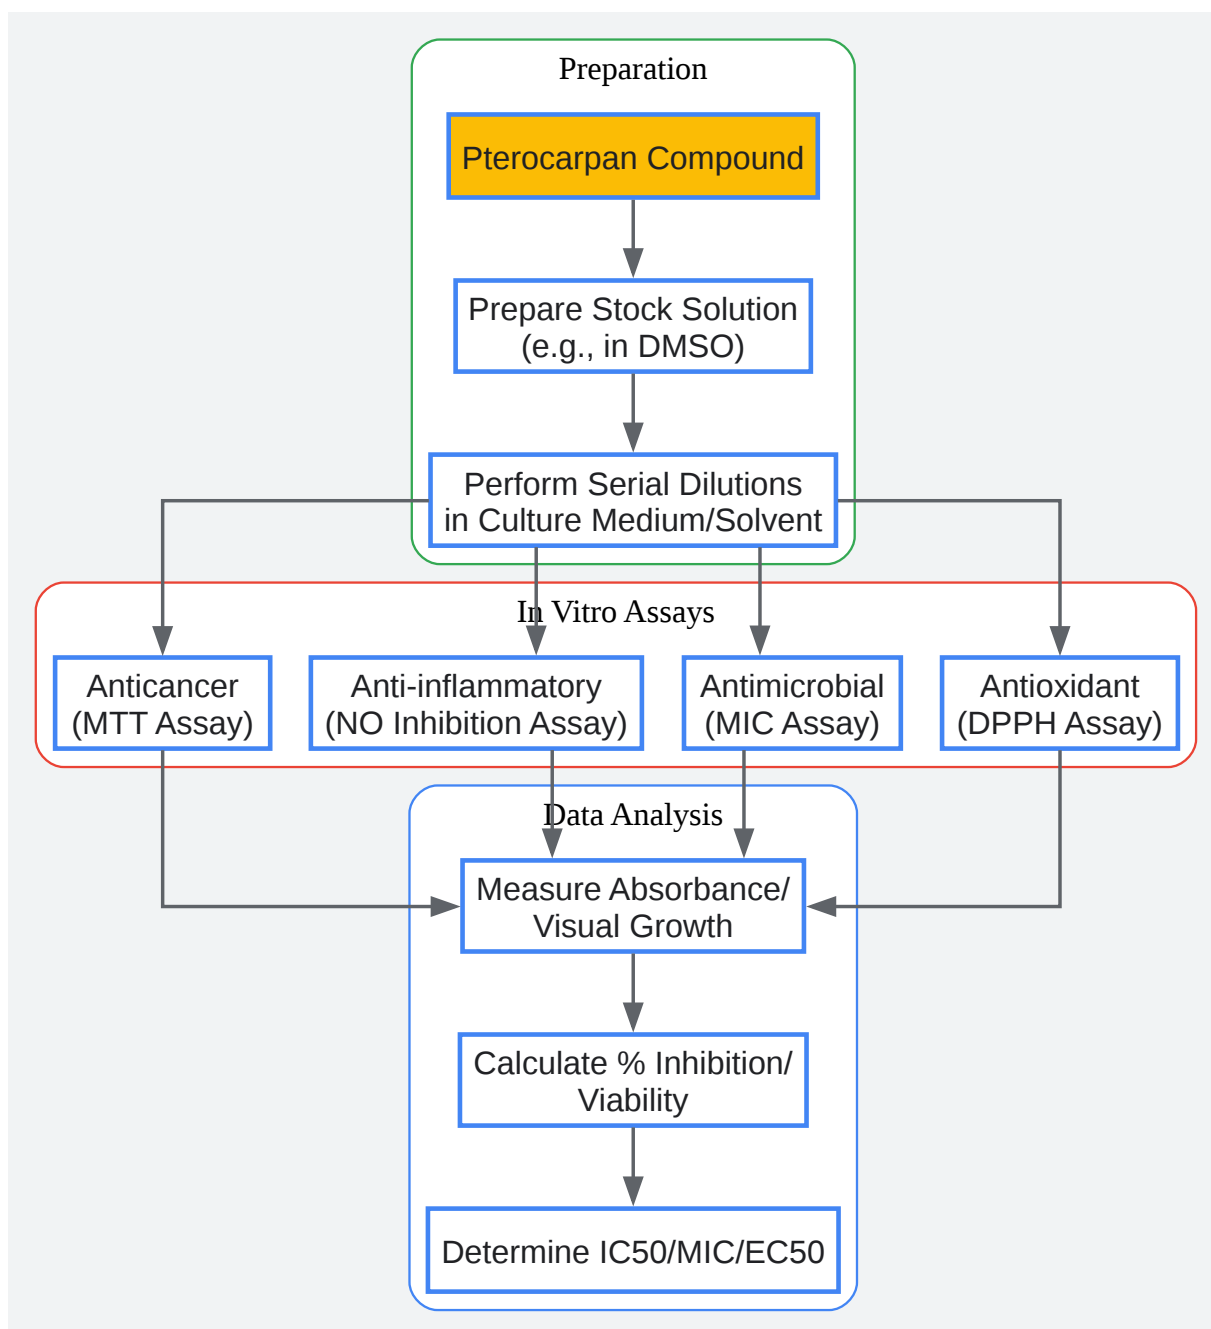 Preparation
Pterocarpan Compound
Prepare Stock Solution
(e.g., in DMSO)
Perform Serial Dilutions
in Culture Medium/Solvent
In Vitro Assays
Anticancer
(MTT Assay)
Anti-inflammatory
(NO Inhibition Assay)
Antimicrobial
(MIC Assay)
Antioxidant
(DPPH Assay)
Data Analysis
Measure Absorbance/
Visual Growth
Calculate % Inhibition/
Viability
Determine IC50/MIC/EC50